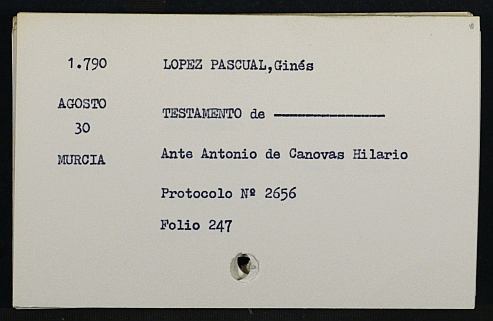 1.790 LOPEZ PASCUAL,Ginés
AGOSTO
30
TESTAMENTO de ----------------
MURCIA
Ante Antonio de Canovas Hilario
Protocolo Nº 2656
Folio 247